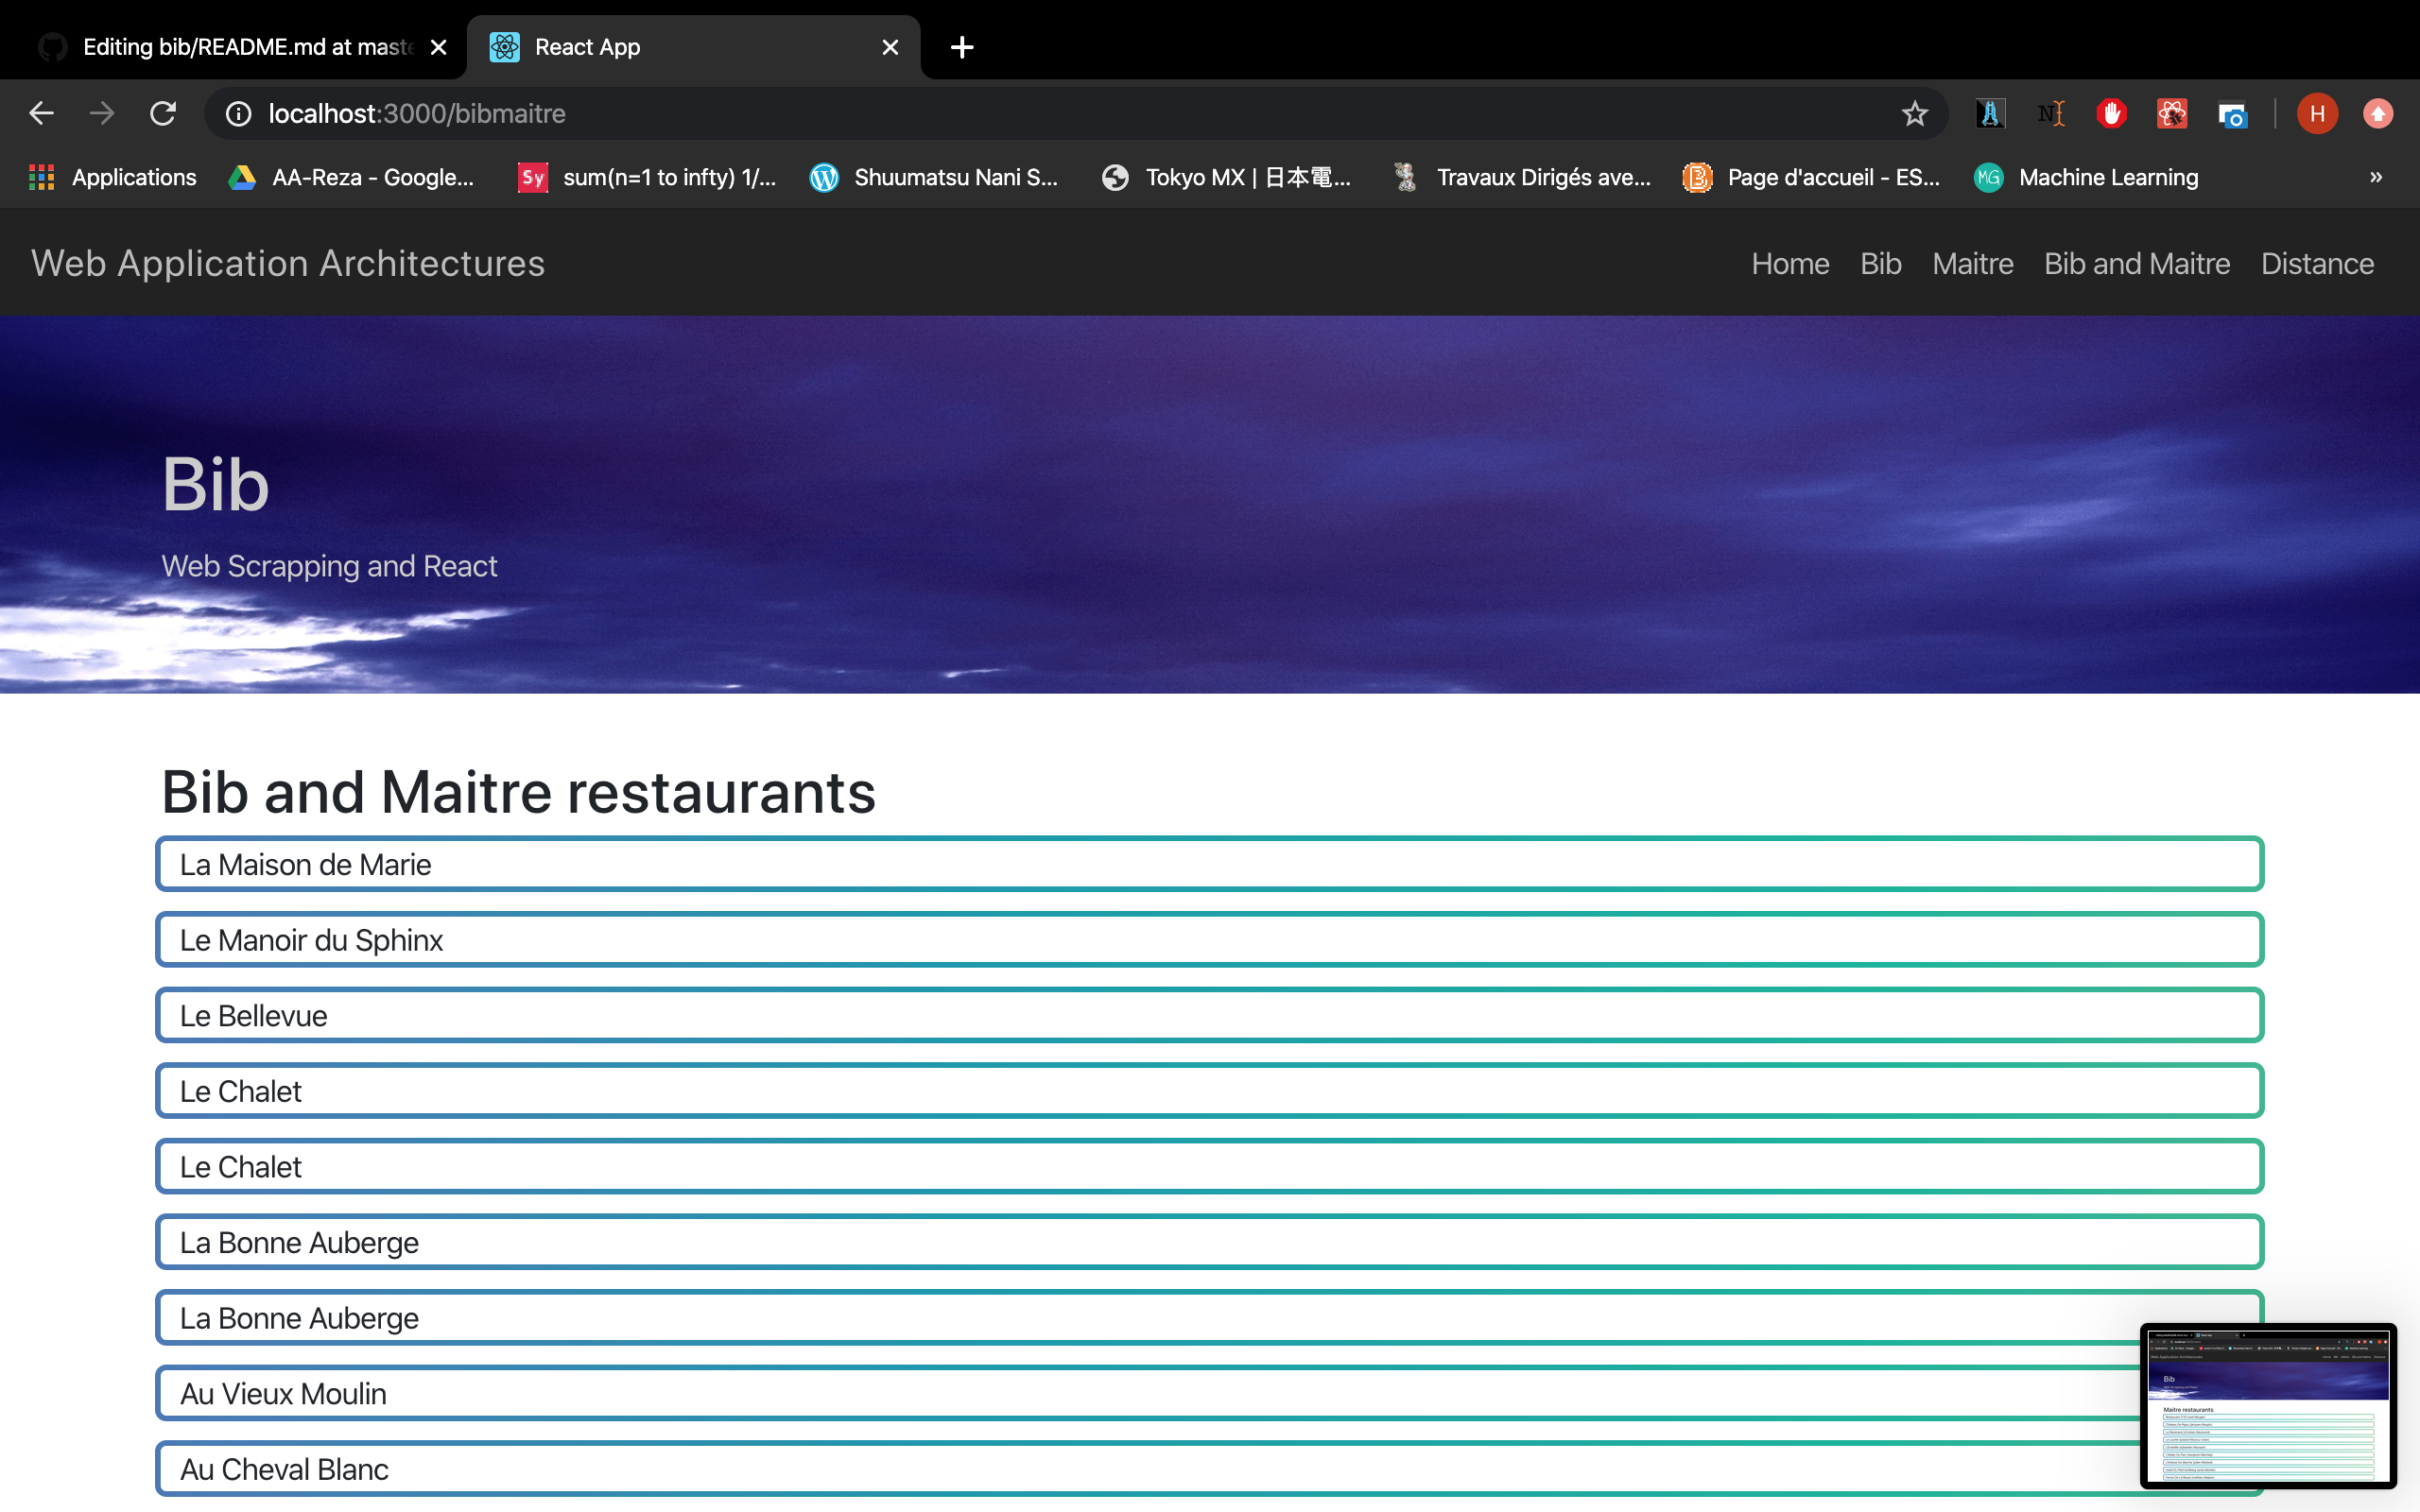 Editing bib/README.md at maste
React App
localhost:3000/bibmaitre
H
Applications
AA-Reza - Google...
Sy
sum(n=1 to infty) 1/...
Shuumatsu Nani S...
Tokyo MX | 日本電...
Travaux Dirigés ave...
Page d'accueil - ES...
MG
Machine Learning
»
Web Application Architectures
Home
Bib
Maitre
Bib and Maitre
Distance
Bib
Web Scrapping and React
Bib and Maitre restaurants
La Maison de Marie
Le Manoir du Sphinx
Le Bellevue
Le Chalet
Le Chalet
La Bonne Auberge
La Bonne Auberge
Au Vieux Moulin
Au Cheval Blanc
Bib
Maitre restaurants